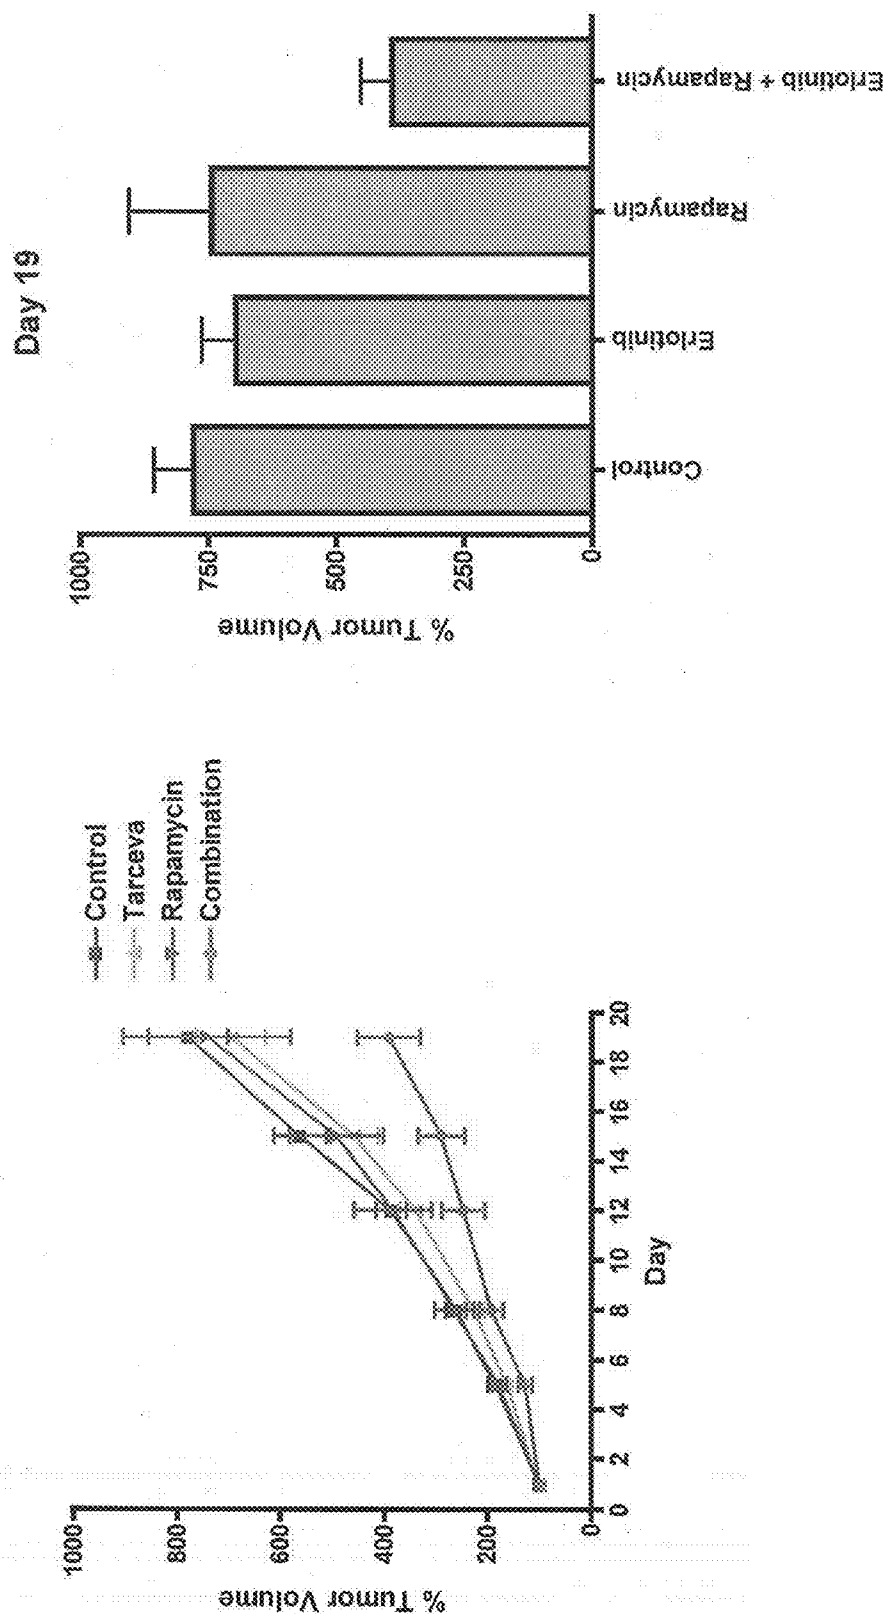 % Tumor Volume
1000
800
600
400
200
0
0 2 4 6 8 10 12 14 16 18 20
Day
Control
Tarceva
Rapamycin
Combination
Day 19
% Tumor Volume
1000
750
500
250
0
Control
Erlotinib
Rapamycin
Erlotinib + Rapamycin